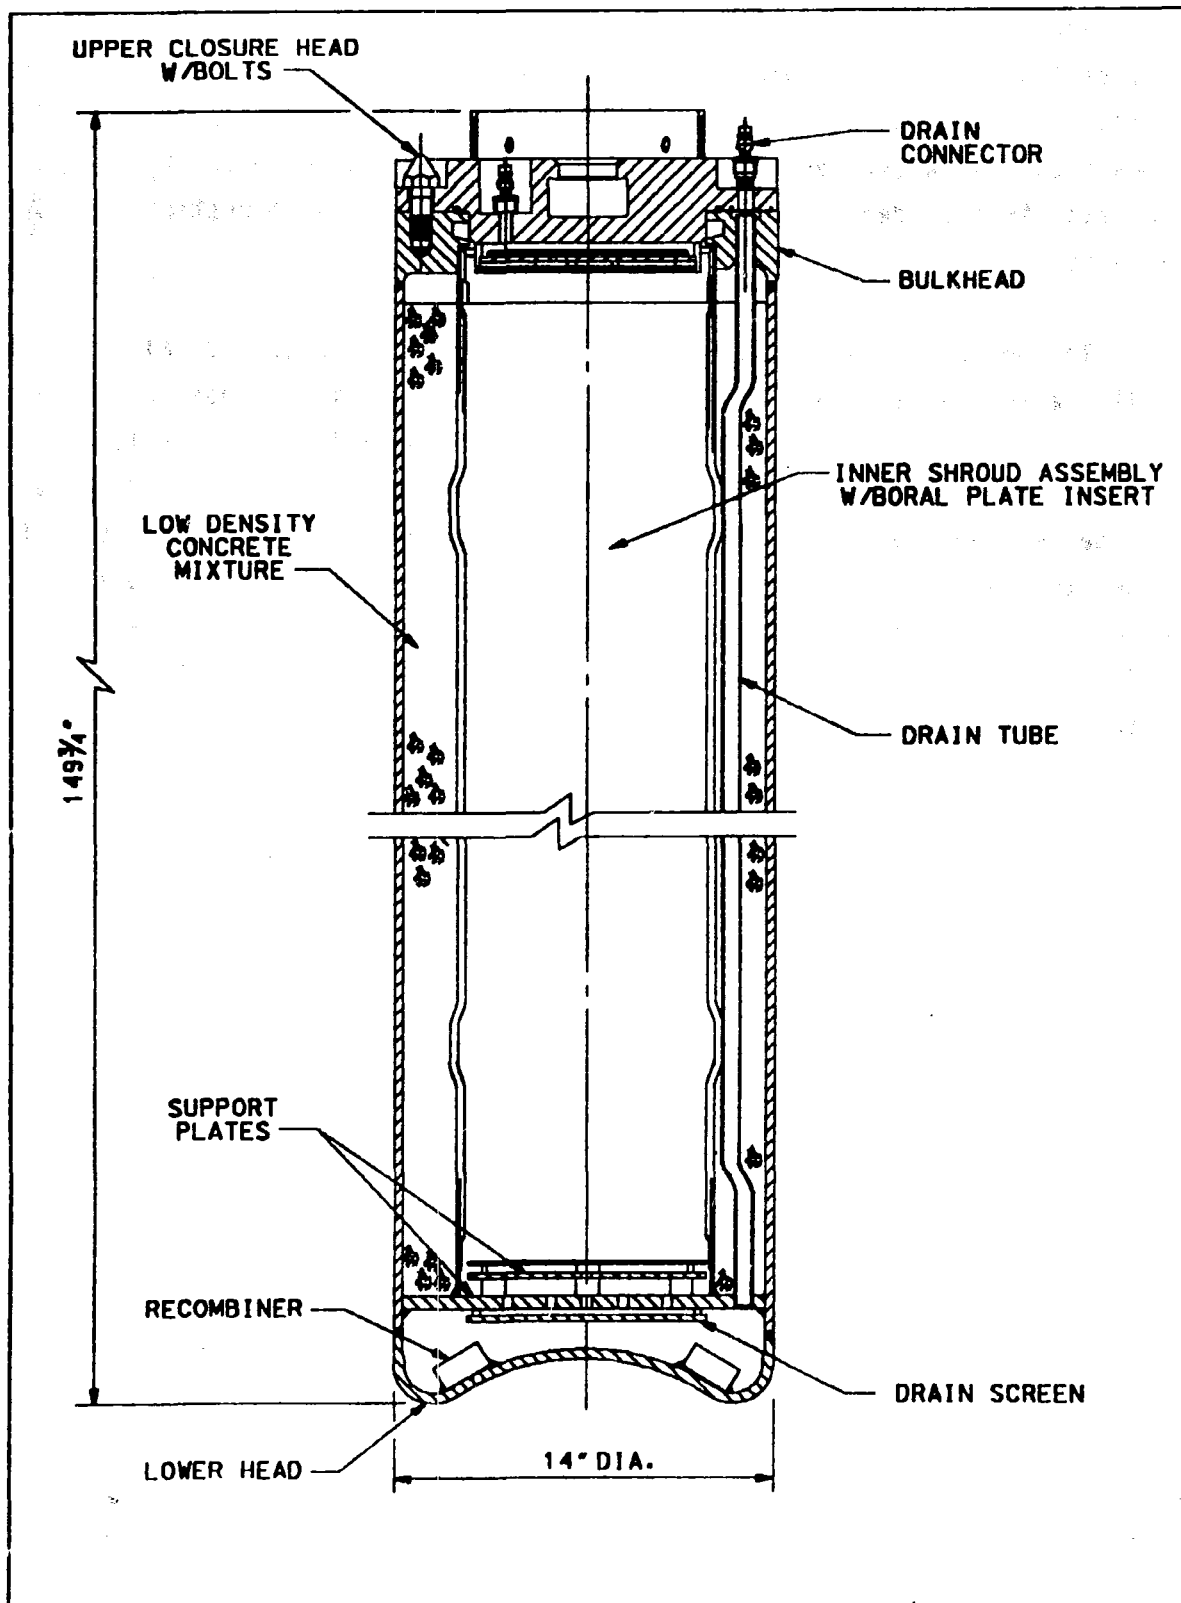 UPPER CLOSURE HEAD
W/BOLTS
DRAIN
CONNECTOR
BULKHEAD
INNER SHROUD ASSEMBLY
W/BORAL PLATE INSERT
LOW DENSITY
CONCRETE
MIXTURE
DRAIN TUBE
149¾"
SUPPORT
PLATES
RECOMBINER
DRAIN SCREEN
LOWER HEAD
14" DIA.